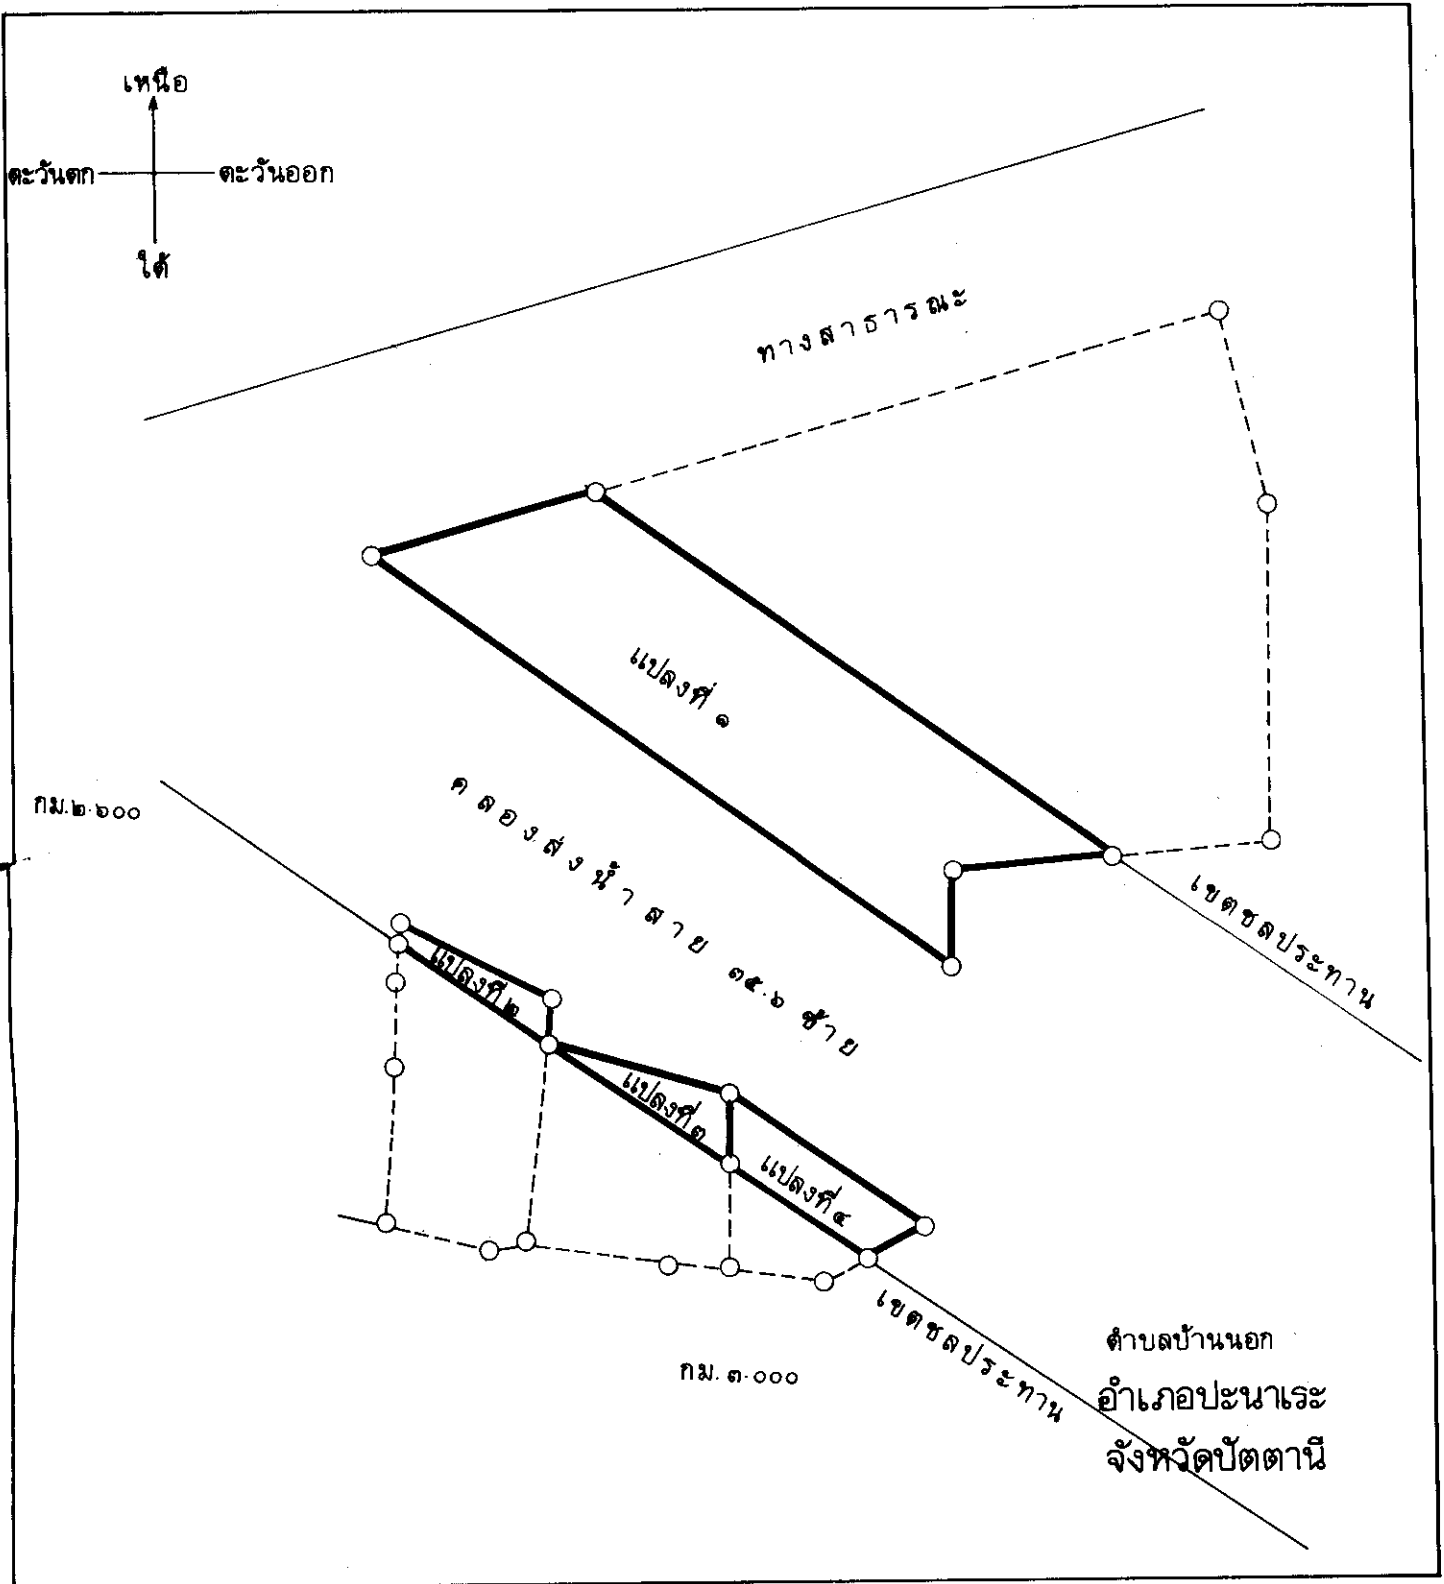 เหนือ
ตะวันตก
ตะวันออก
ใต้
ทางสาธารณะ
แปลงที่ ๑
กม.๒.๖๐๐
คลองส่งน้ำสาย ๓๕.๖ ซ้าย
เขตชลประทาน
แปลงที่ ๒
แปลงที่ ๓
แปลงที่ ๔
เขตชลประทาน
กม. ๓.๐๐๐
ตำบลบ้านนอก
อำเภอปะนาเระ
จังหวัดปัตตานี